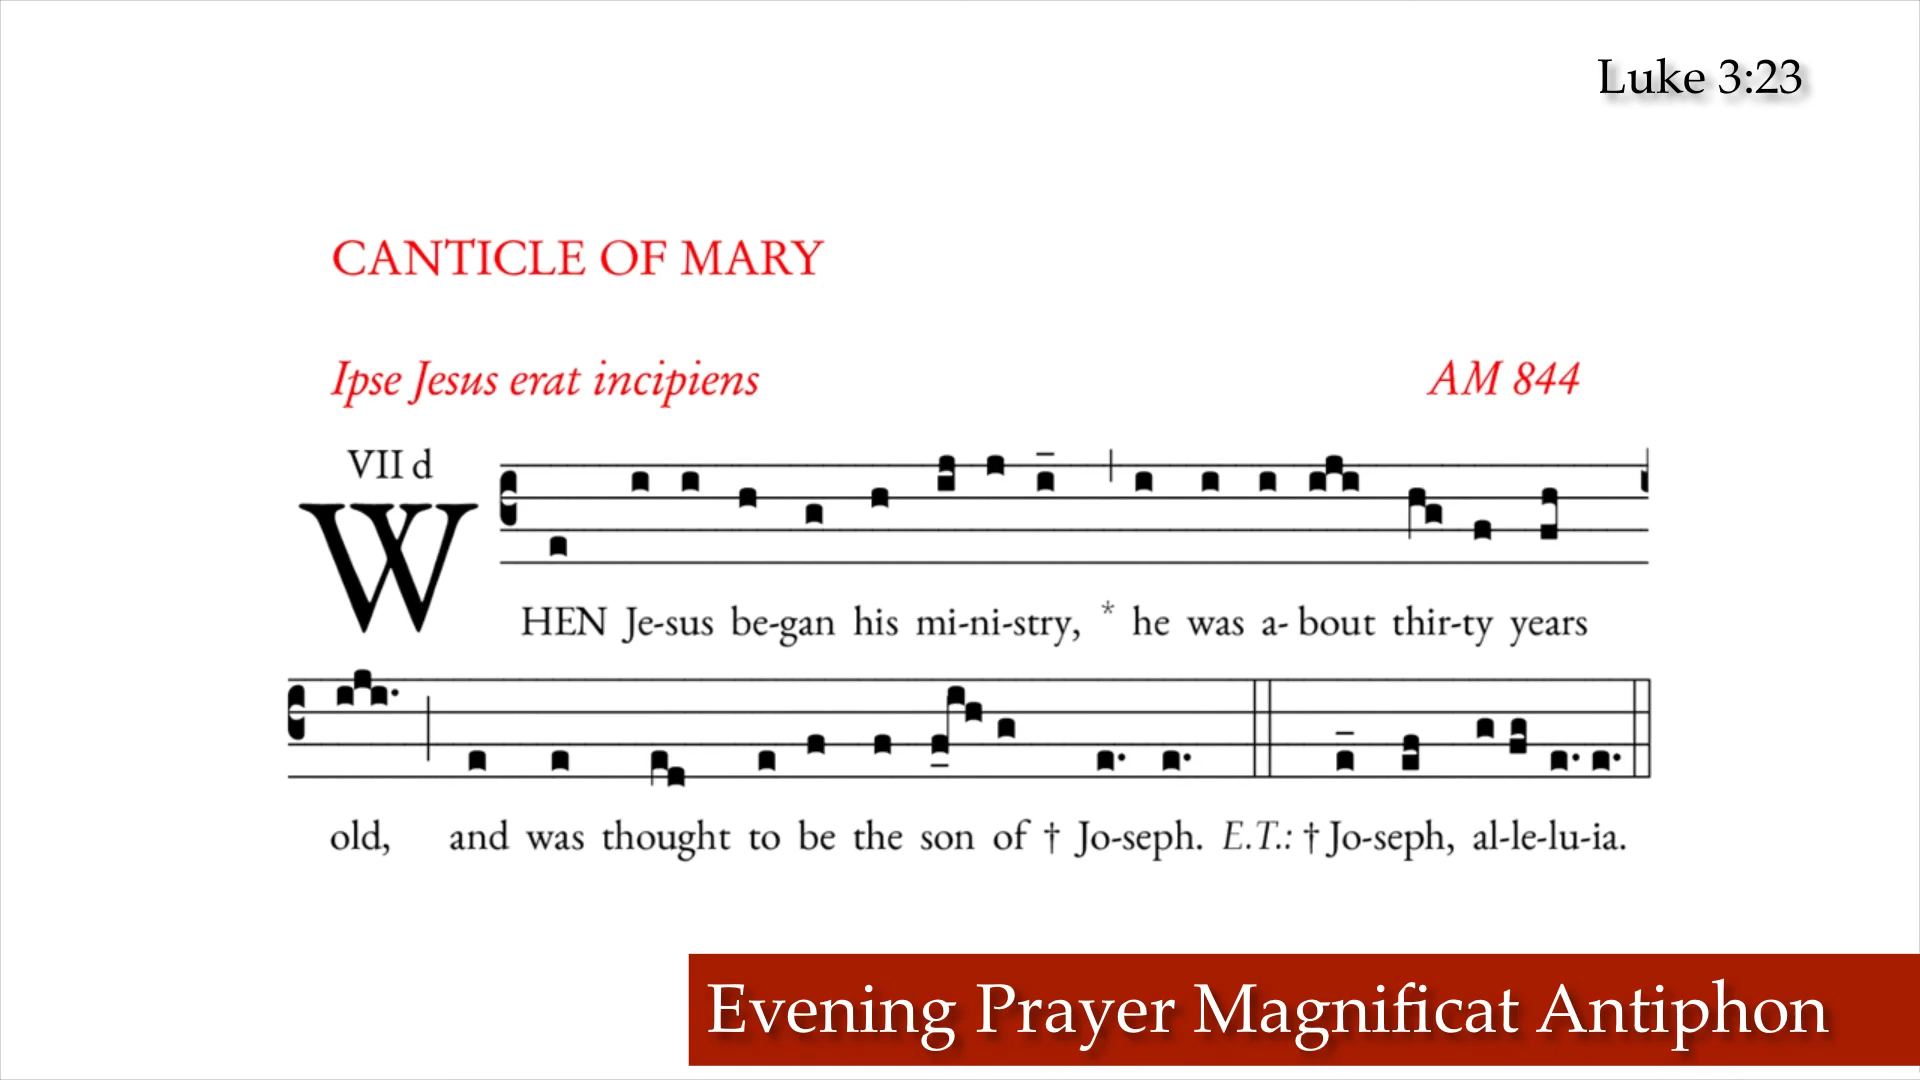 Luke 3:23
CANTICLE OF MARY
Ipse Jesus erat incipiens AM 844
VII d
WHEN Je-sus be-gan his mi-ni-stry, * he was a- bout thir-ty years
old, and was thought to be the son of † Jo-seph. E.T.: † Jo-seph, al-le-lu-ia.
Evening Prayer Magnificat Antiphon